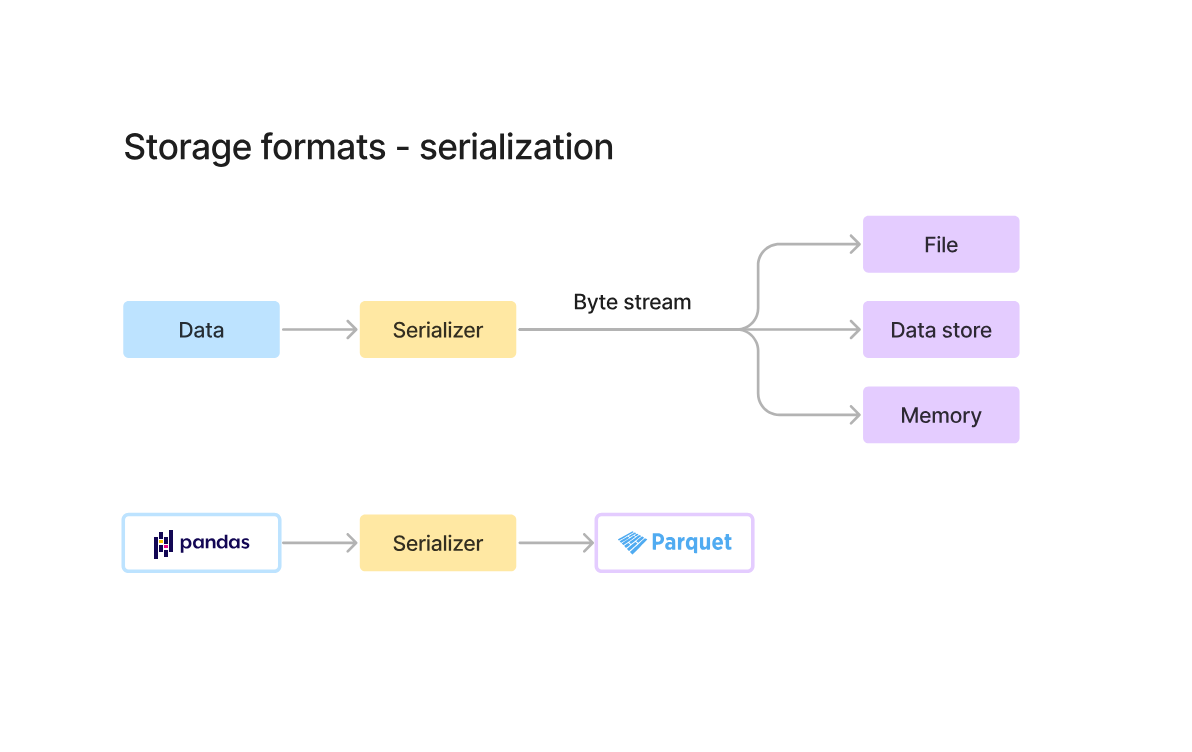 Storage formats - serialization
File
Byte stream
Data
Serializer
Data store
Memory
pandas
Serializer
Parquet